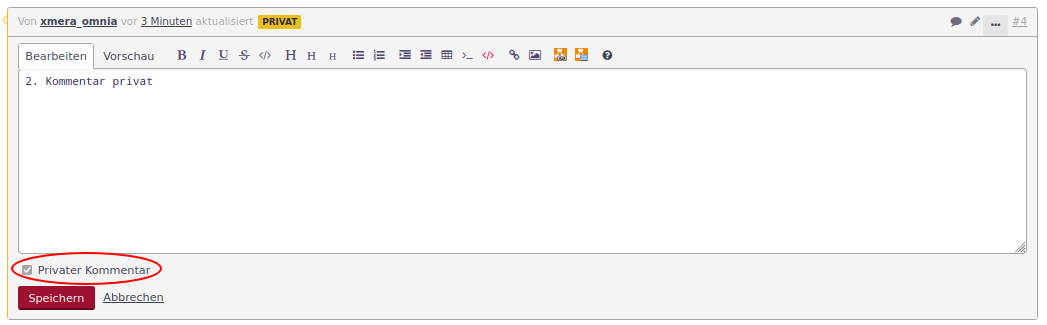 Von xmera_omnia vor 3 Minuten aktualisiert PRIVAT ... #4
Bearbeiten Vorschau B I U S </> H H H >_ </> ?
2. Kommentar privat
Privater Kommentar
Speichern Abbrechen